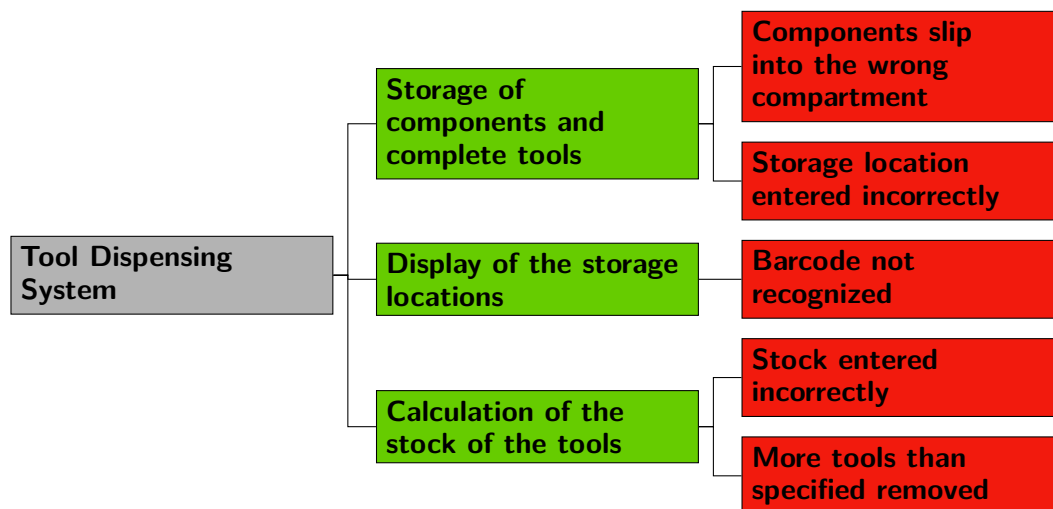 Tool Dispensing
System
Storage of
components and
complete tools
Display of the storage
locations
Calculation of the
stock of the tools
Components slip
into the wrong
compartment
Storage location
entered incorrectly
Barcode not
recognized
Stock entered
incorrectly
More tools than
specified removed